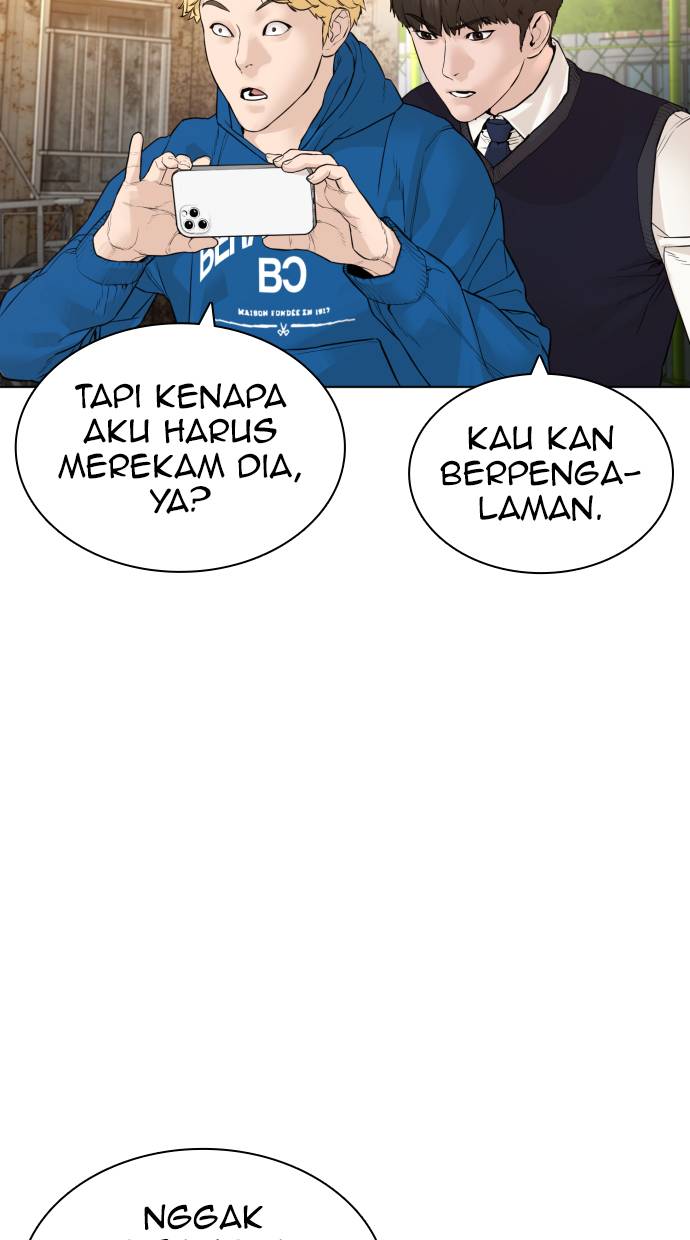 BC
MAISON FONDÉE EN 1917
TAPI KENAPA
AKU HARUS
MEREKAM DIA,
YA?
KAU KAN
BERPENGA-
LAMAN.
NGGAK